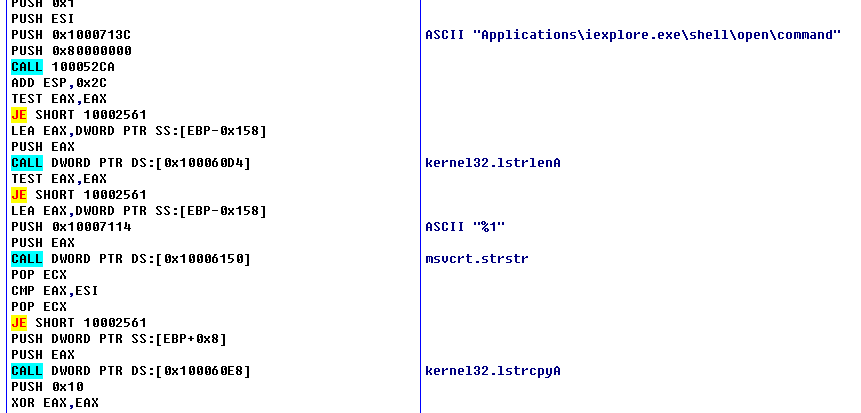 PUSH 0x1
PUSH ESI
PUSH 0x1000713C ASCII "Applications\iexplore.exe\shell\open\command"
PUSH 0x80000000
CALL 100052CA
ADD ESP,0x2C
TEST EAX,EAX
JE SHORT 10002561
LEA EAX,DWORD PTR SS:[EBP-0x158]
PUSH EAX
CALL DWORD PTR DS:[0x100060D4] kernel32.lstrlenA
TEST EAX,EAX
JE SHORT 10002561
LEA EAX,DWORD PTR SS:[EBP-0x158]
PUSH 0x10007114 ASCII "%1"
PUSH EAX
CALL DWORD PTR DS:[0x10006150] msvcrt.strstr
POP ECX
CMP EAX,ESI
POP ECX
JE SHORT 10002561
PUSH DWORD PTR SS:[EBP+0x8]
PUSH EAX
CALL DWORD PTR DS:[0x100060E8] kernel32.lstrcpyA
PUSH 0x10
XOR EAX,EAX